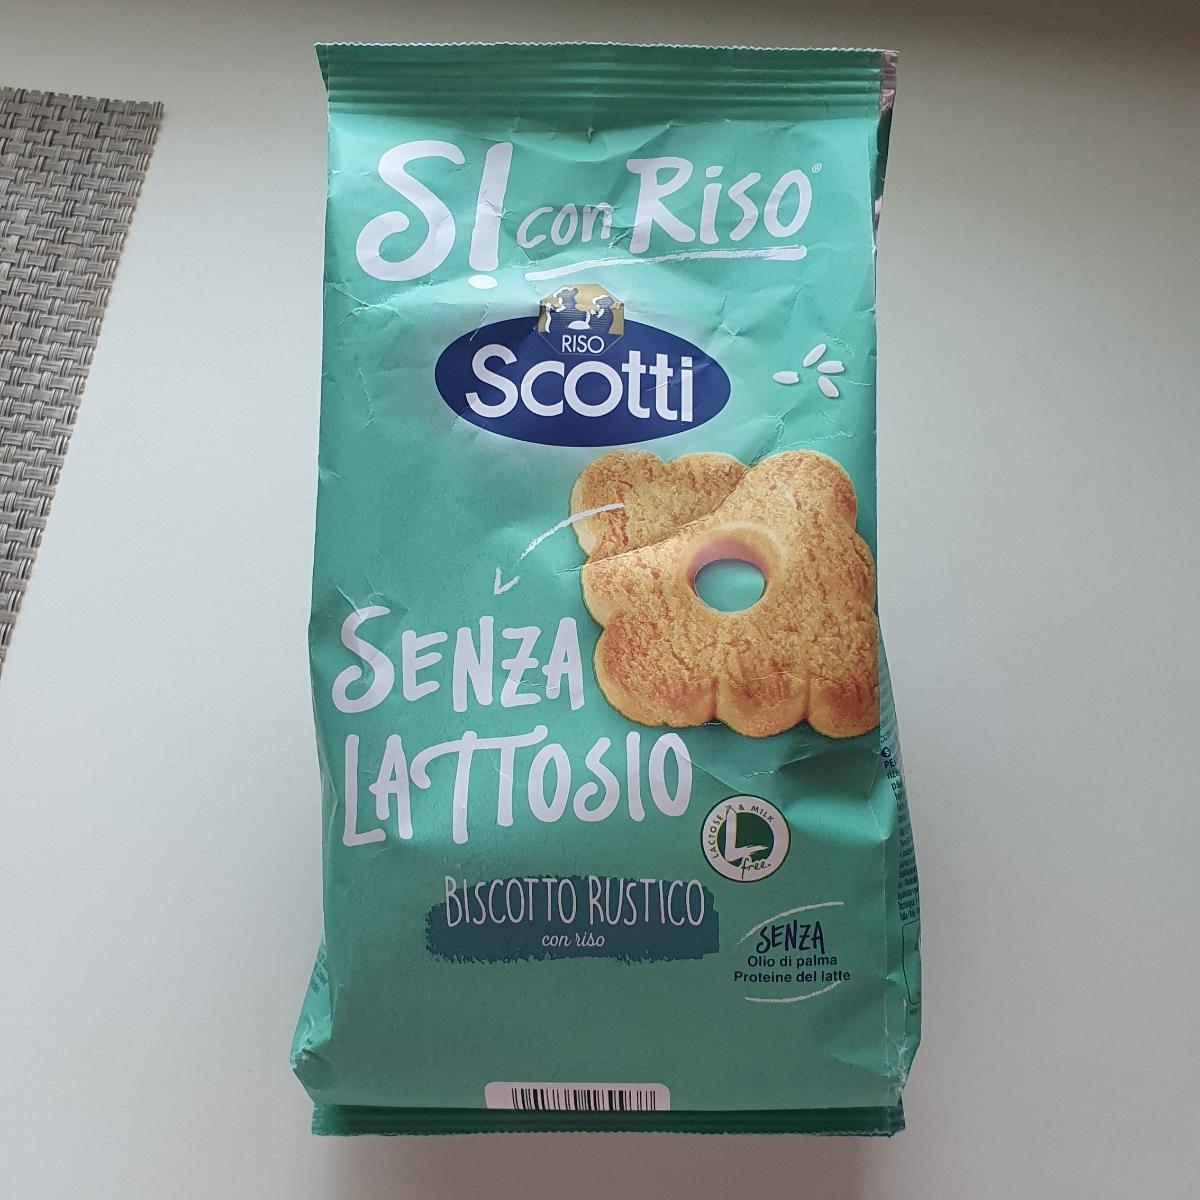 SÌ con Riso®
RISO
Scotti
SENZA
LATTOSIO
LACTOSE & MILK
free
BISCOTTO RUSTICO
con riso
SENZA
Olio di palma
Proteine del latte